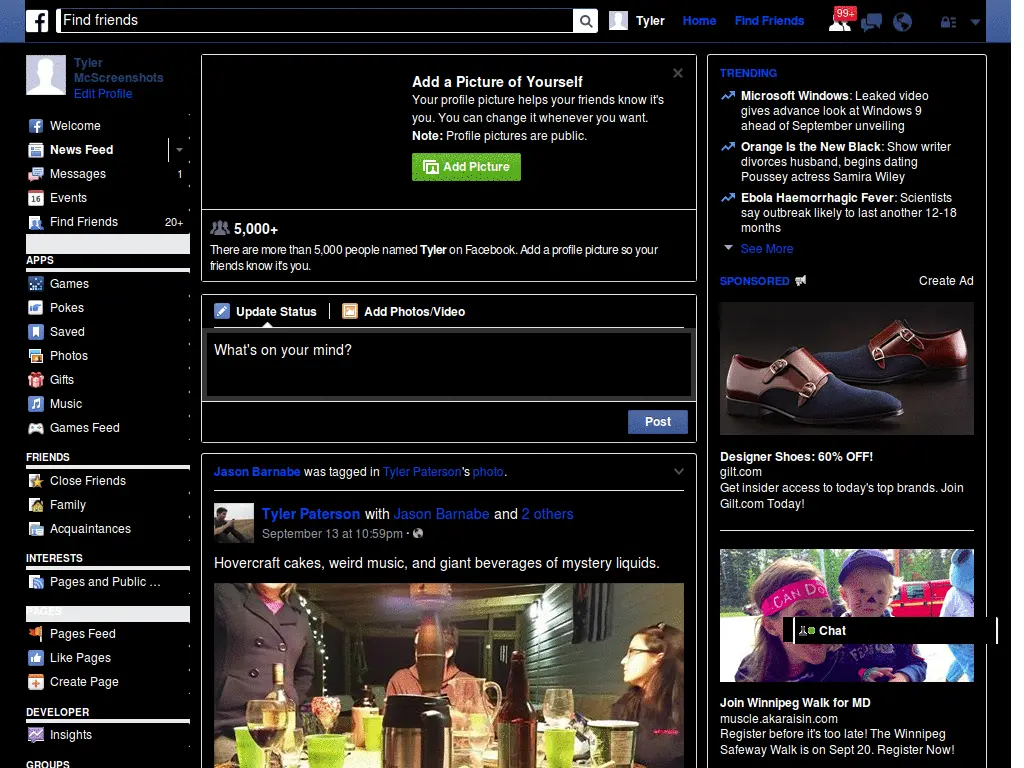 Find friends
Tyler
Home
Find Friends
99+
Tyler
McScreenshots
Edit Profile
Welcome
News Feed
Messages 1
Events
Find Friends 20+
APPS
Games
Pokes
Saved
Photos
Gifts
Music
Games Feed
FRIENDS
Close Friends
Family
Acquaintances
INTERESTS
Pages and Public ...
PAGES
Pages Feed
Like Pages
Create Page
DEVELOPER
Insights
GROUPS
Add a Picture of Yourself
Your profile picture helps your friends know it's
you. You can change it whenever you want.
Note: Profile pictures are public.
Add Picture
5,000+
There are more than 5,000 people named Tyler on Facebook. Add a profile picture so your
friends know it's you.
Update Status
Add Photos/Video
What's on your mind?
Post
Jason Barnabe was tagged in Tyler Paterson's photo.
Tyler Paterson with Jason Barnabe and 2 others
September 13 at 10:59pm ·
Hovercraft cakes, weird music, and giant beverages of mystery liquids.
TRENDING
Microsoft Windows: Leaked video
gives advance look at Windows 9
ahead of September unveiling
Orange Is the New Black: Show writer
divorces husband, begins dating
Poussey actress Samira Wiley
Ebola Haemorrhagic Fever: Scientists
say outbreak likely to last another 12-18
months
See More
SPONSORED
Create Ad
Designer Shoes: 60% OFF!
gilt.com
Get insider access to today's top brands. Join
Gilt.com Today!
CAN DO
Chat
Join Winnipeg Walk for MD
muscle.akaraisin.com
Register before it's too late! The Winnipeg
Safeway Walk is on Sept 20. Register Now!